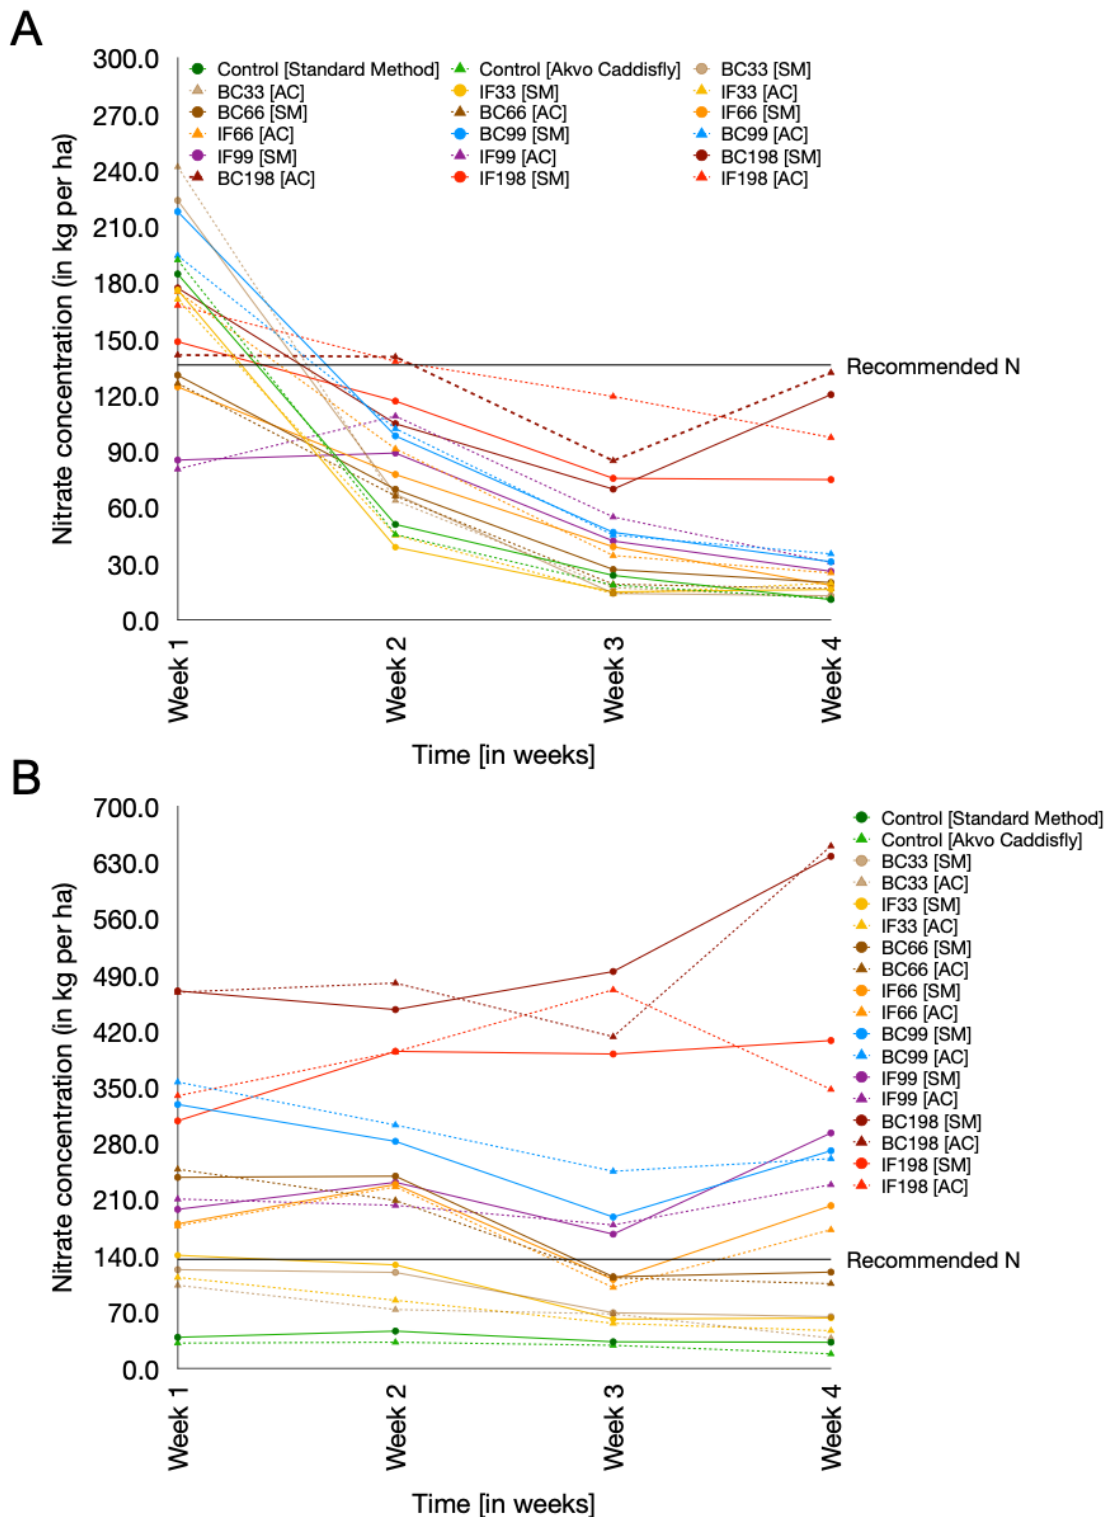 A
300.0
270.0
240.0
210.0
180.0
150.0
120.0
90.0
60.0
30.0
0.0
Nitrate concentration (in kg per ha)
Control [Standard Method] Control [Akvo Caddisfly] BC33 [SM]
BC33 [AC] IF33 [SM] IF33 [AC]
BC66 [SM] BC66 [AC] IF66 [SM]
IF66 [AC] BC99 [SM] BC99 [AC]
IF99 [SM] IF99 [AC] BC198 [SM]
BC198 [AC] IF198 [SM] IF198 [AC]
Recommended N
Week 1 Week 2 Week 3 Week 4
Time [in weeks]
B
700.0
630.0
560.0
490.0
420.0
350.0
280.0
210.0
140.0
70.0
0.0
Nitrate concentration (in kg per ha)
Control [Standard Method]
Control [Akvo Caddisfly]
BC33 [SM]
BC33 [AC]
IF33 [SM]
IF33 [AC]
BC66 [SM]
BC66 [AC]
IF66 [SM]
IF66 [AC]
BC99 [SM]
BC99 [AC]
IF99 [SM]
IF99 [AC]
BC198 [SM]
BC198 [AC]
IF198 [SM]
IF198 [AC]
Recommended N
Week 1 Week 2 Week 3 Week 4
Time [in weeks]